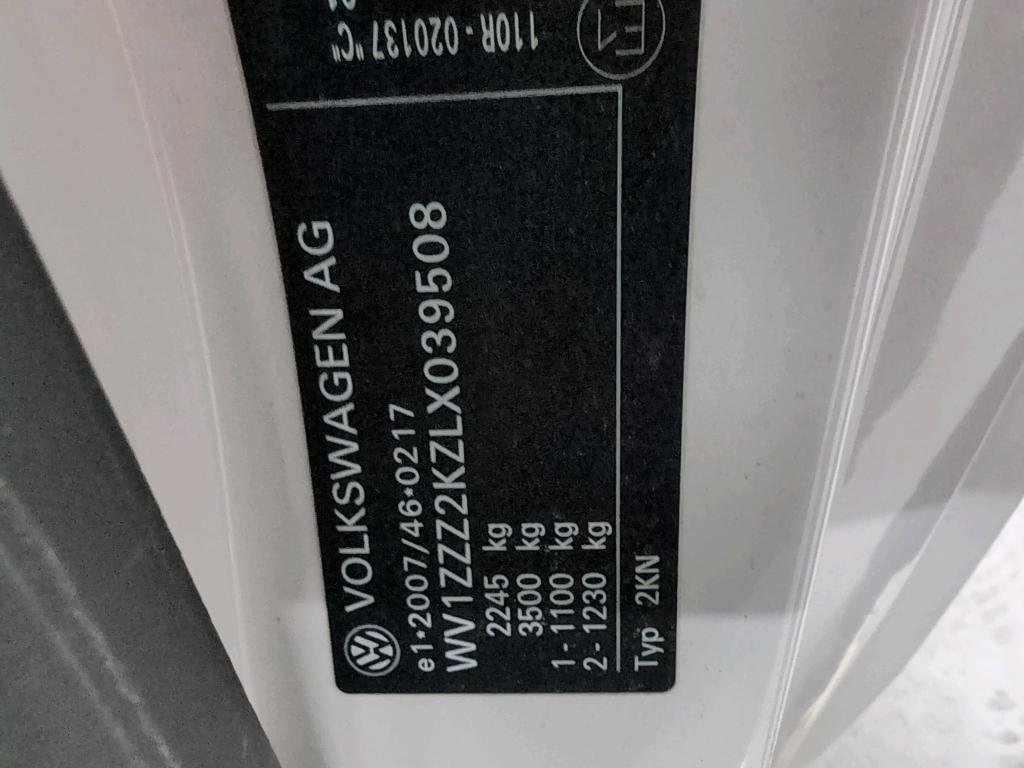 VOLKSWAGEN AG
e1*2007/46*0217
WV1ZZZ2KZLX039508
2245 kg
3500 kg
1- 1100 kg
2- 1230 kg
Typ 2KN
110R - 020137 "C"
E1